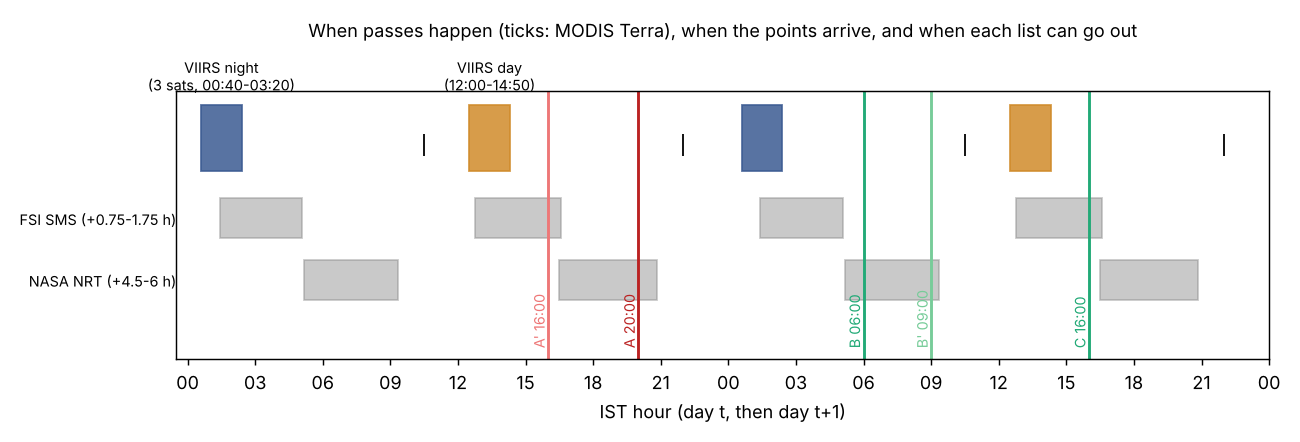 When passes happen (ticks: MODIS Terra), when the points arrive, and when each list can go out
VIIRS night
(3 sats, 00:40-03:20)
VIIRS day
(12:00-14:50)
FSI SMS (+0.75-1.75 h)
NASA NRT (+4.5-6 h)
A' 16:00
A 20:00
B 06:00
B' 09:00
C 16:00
00 03 06 09 12 15 18 21 00 03 06 09 12 15 18 21 00
IST hour (day t, then day t+1)